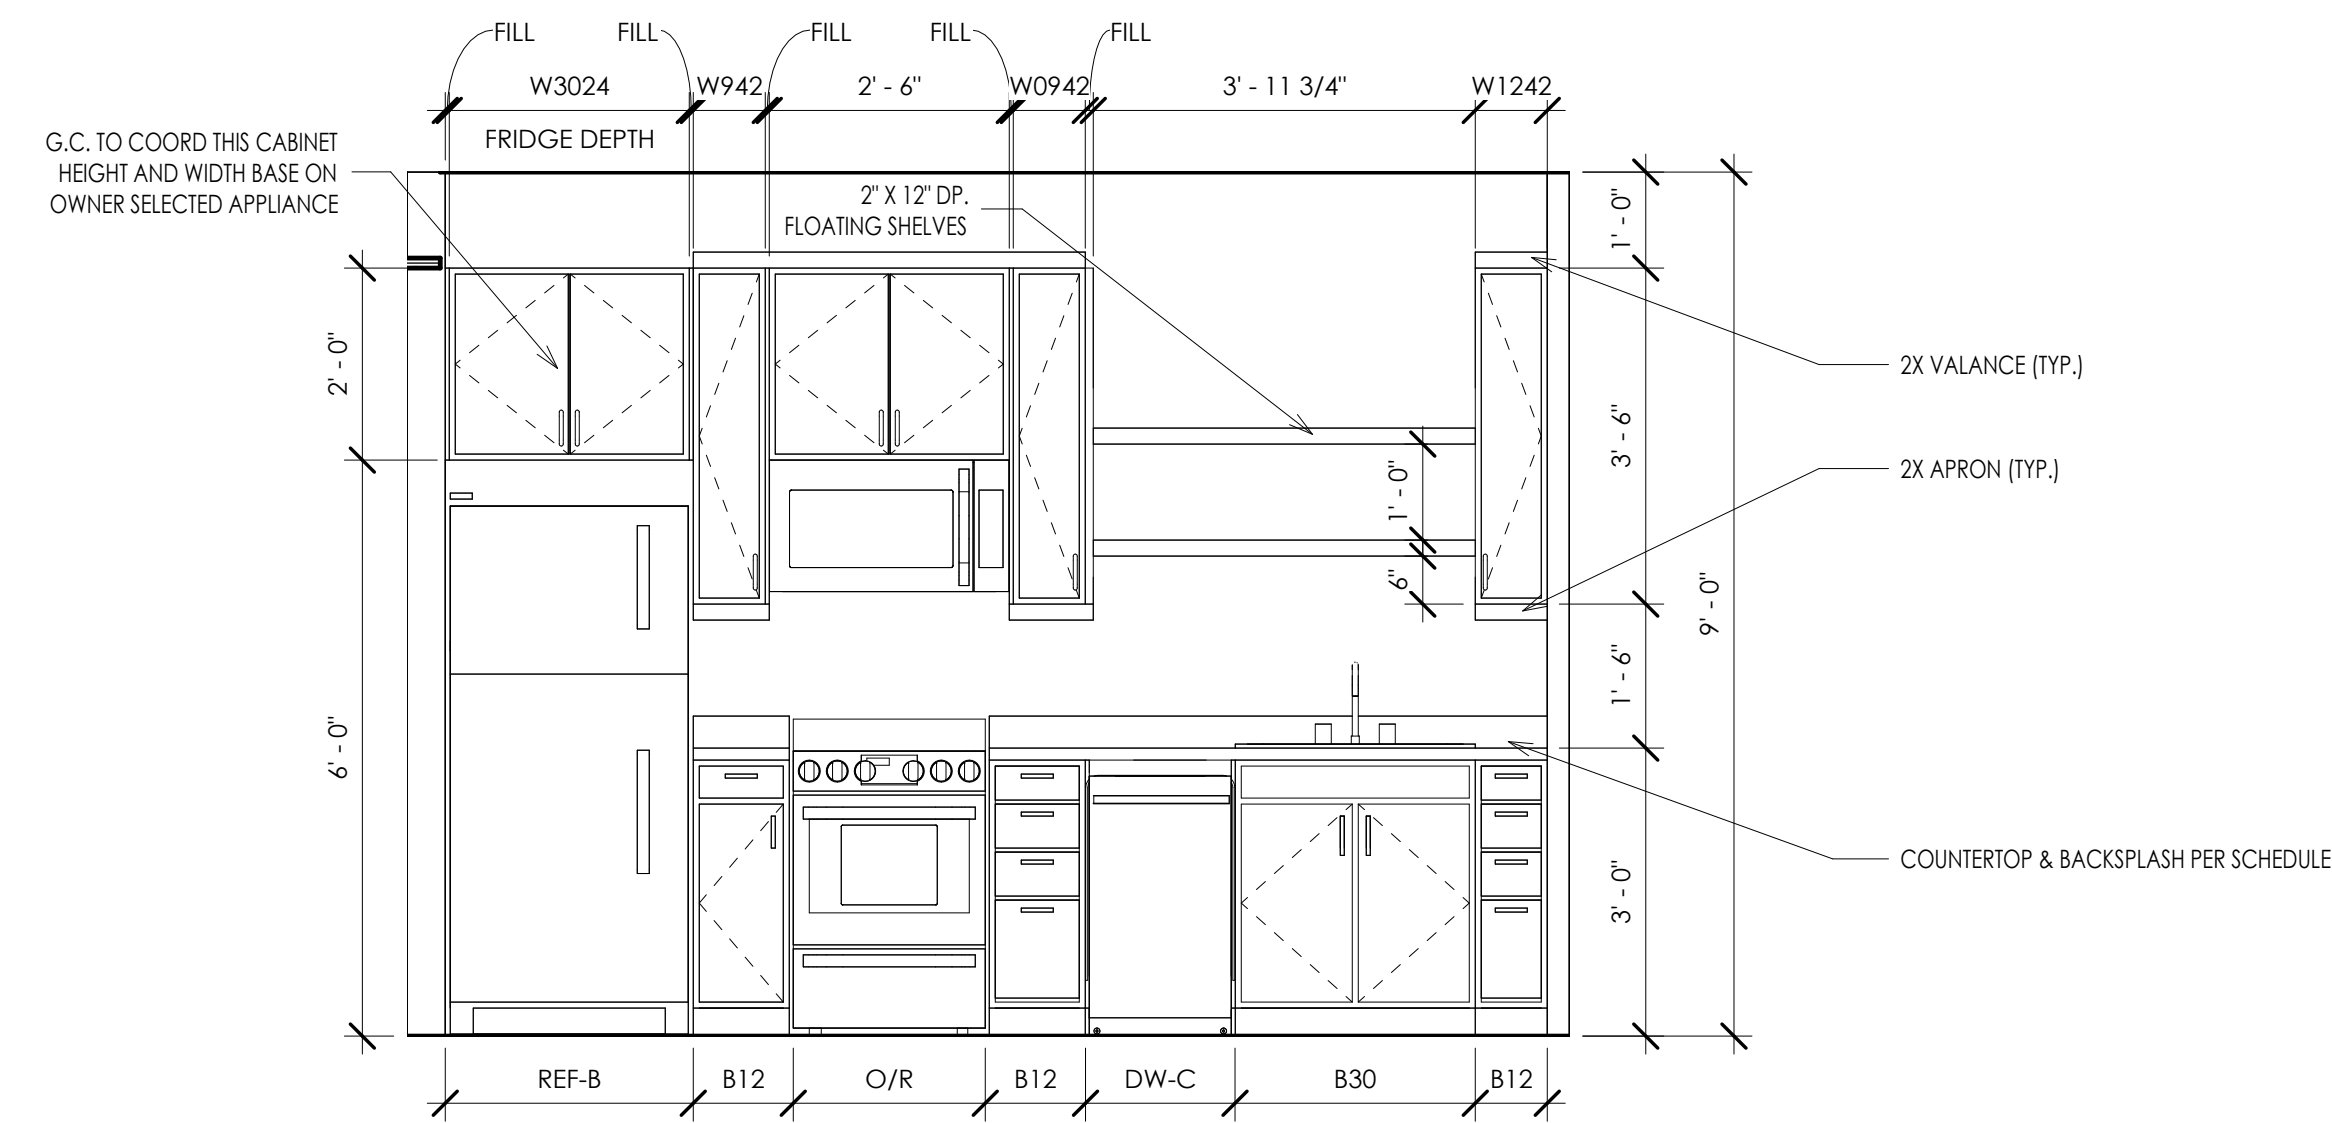 FILL FILL FILL FILL FILL
W3024 W942 2' - 6" W0942 3' - 11 3/4" W1242
FRIDGE DEPTH
G.C. TO COORD THIS CABINET
HEIGHT AND WIDTH BASE ON
OWNER SELECTED APPLIANCE
2" X 12" DP.
FLOATING SHELVES
1' - 0"
2' - 0"
2X VALANCE (TYP.)
3' - 6"
2X APRON (TYP.)
1' - 0"
6"
9' - 0"
1' - 6"
6' - 0"
COUNTERTOP & BACKSPLASH PER SCHEDULE
3' - 0"
REF-B B12 O/R B12 DW-C B30 B12